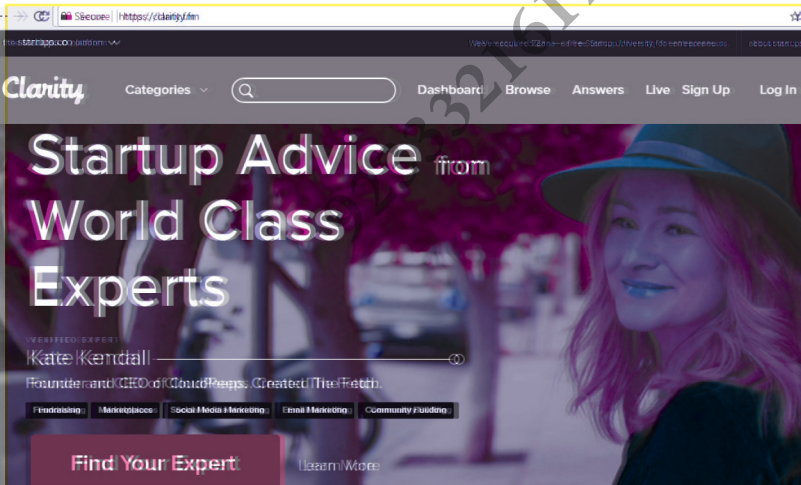 Secure | https://clarity.fm
Clarity Categories Dashboard Browse Answers Live Sign Up Log In
Startup Advice from
World Class
Experts
VERIFIED EXPERT
Kate Kendall
Founder and CEO of CloudPeeps. Created The Fetch.
Fundraising Marketplaces Social Media Marketing Email Marketing Community Building
Find Your Expert Learn More